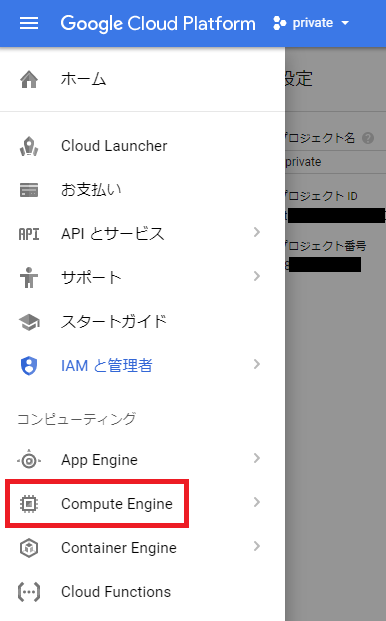 Google Cloud Platform private
ホーム
Cloud Launcher
お支払い
API APIとサービス
サポート
スタートガイド
IAM と管理者
コンピューティング
App Engine
Compute Engine
Container Engine
Cloud Functions
設定
プロジェクト名
private
プロジェクト ID
プロジェクト番号
8